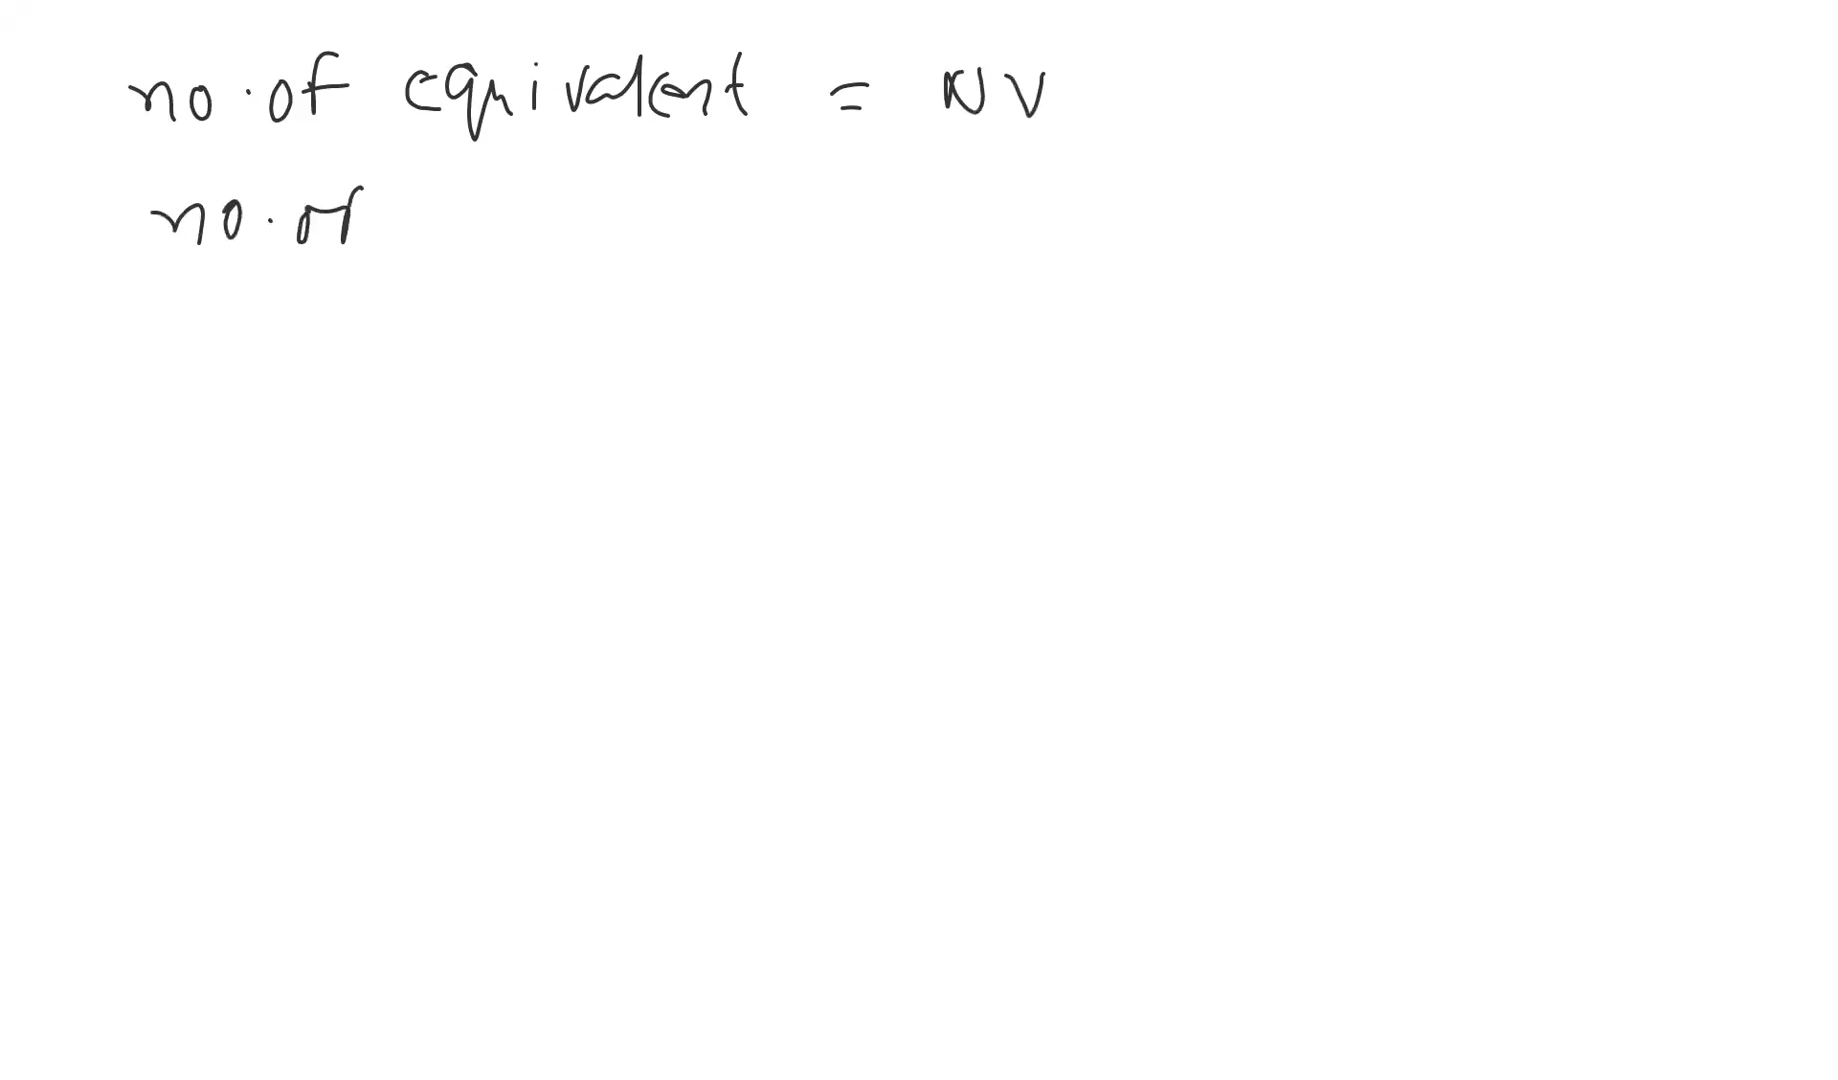 no. of equivalent = NV
no. of